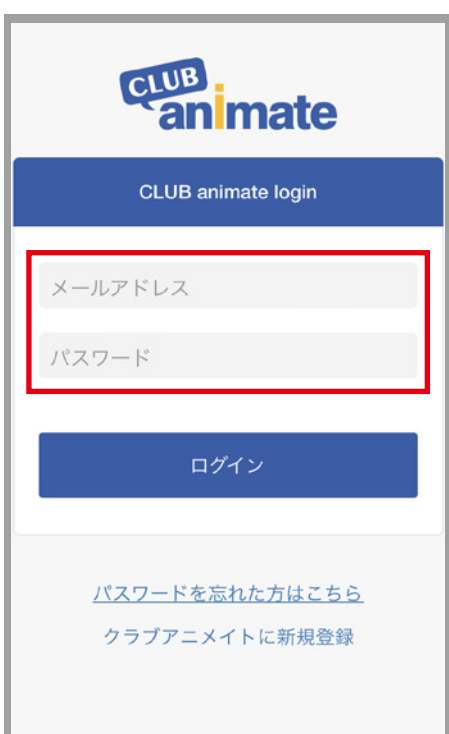 CLUB
animate
CLUB animate login
メールアドレス
パスワード
ログイン
パスワードを忘れた方はこちら
クラブアニメイトに新規登録